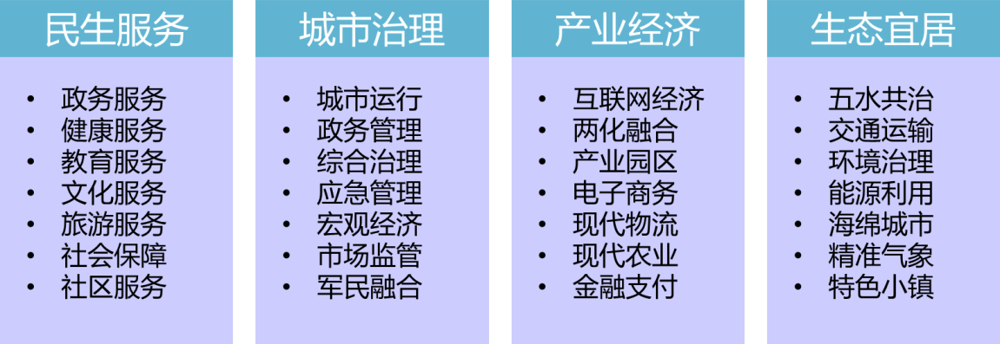 民生服务
• 政务服务
• 健康服务
• 教育服务
• 文化服务
• 旅游服务
• 社会保障
• 社区服务
城市治理
• 城市运行
• 政务管理
• 综合治理
• 应急管理
• 宏观经济
• 市场监管
• 军民融合
产业经济
• 互联网经济
• 两化融合
• 产业园区
• 电子商务
• 现代物流
• 现代农业
• 金融支付
生态宜居
• 五水共治
• 交通运输
• 环境治理
• 能源利用
• 海绵城市
• 精准气象
• 特色小镇